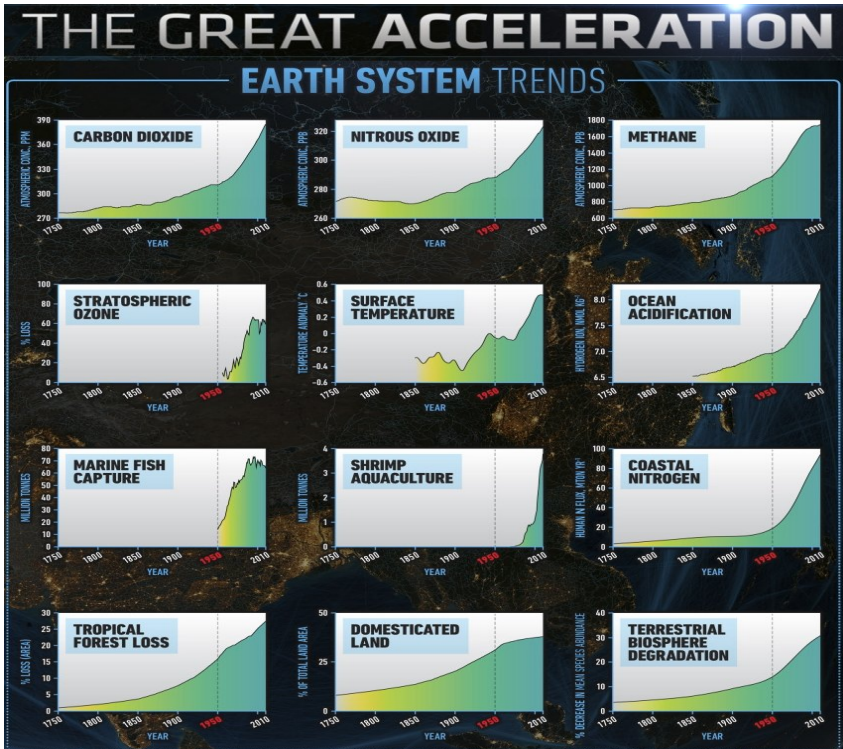 THE GREAT ACCELERATION
EARTH SYSTEM TRENDS
CARBON DIOXIDE
ATMOSPHERIC CONC., PPM
390
360
330
300
270
1750
1800
1850
1900
1950
2010
YEAR
NITROUS OXIDE
ATMOSPHERIC CONC., PPB
320
300
280
260
1750
1800
1850
1900
1950
2010
YEAR
METHANE
ATMOSPHERIC CONC., PPB
1800
1600
1400
1200
1000
800
600
1750
1800
1850
1900
1950
2010
YEAR
STRATOSPHERIC
OZONE
% LOSS
100
80
60
40
20
0
1750
1800
1850
1900
1950
2010
YEAR
SURFACE
TEMPERATURE
TEMPERATURE ANOMALY °C
0.6
0.4
0.2
0
-0.2
-0.4
-0.6
1750
1800
1850
1900
1950
2010
YEAR
OCEAN
ACIDIFICATION
HYDROGEN ION, NMOL KG⁻¹
8.0
7.5
7.0
6.5
1750
1800
1850
1900
1950
2010
YEAR
MARINE FISH
CAPTURE
MILLION TONNES
80
70
60
50
40
30
20
10
0
1750
1800
1850
1900
1950
2010
YEAR
SHRIMP
AQUACULTURE
MILLION TONNES
4
3
2
1
0
1750
1800
1850
1900
1950
2010
YEAR
COASTAL
NITROGEN
HUMAN N FLUX, MTON YR⁻¹
100
80
60
40
20
0
1750
1800
1850
1900
1950
2010
YEAR
TROPICAL
FOREST LOSS
% LOSS (AREA)
30
25
20
15
10
5
0
1750
1800
1850
1900
1950
2010
YEAR
DOMESTICATED
LAND
% OF TOTAL LAND AREA
50
25
0
1750
1800
1850
1900
1950
2010
YEAR
TERRESTRIAL
BIOSPHERE
DEGRADATION
% DECREASE IN MEAN SPECIES ABUNDANCE
40
30
20
10
0
1750
1800
1850
1900
1950
2010
YEAR